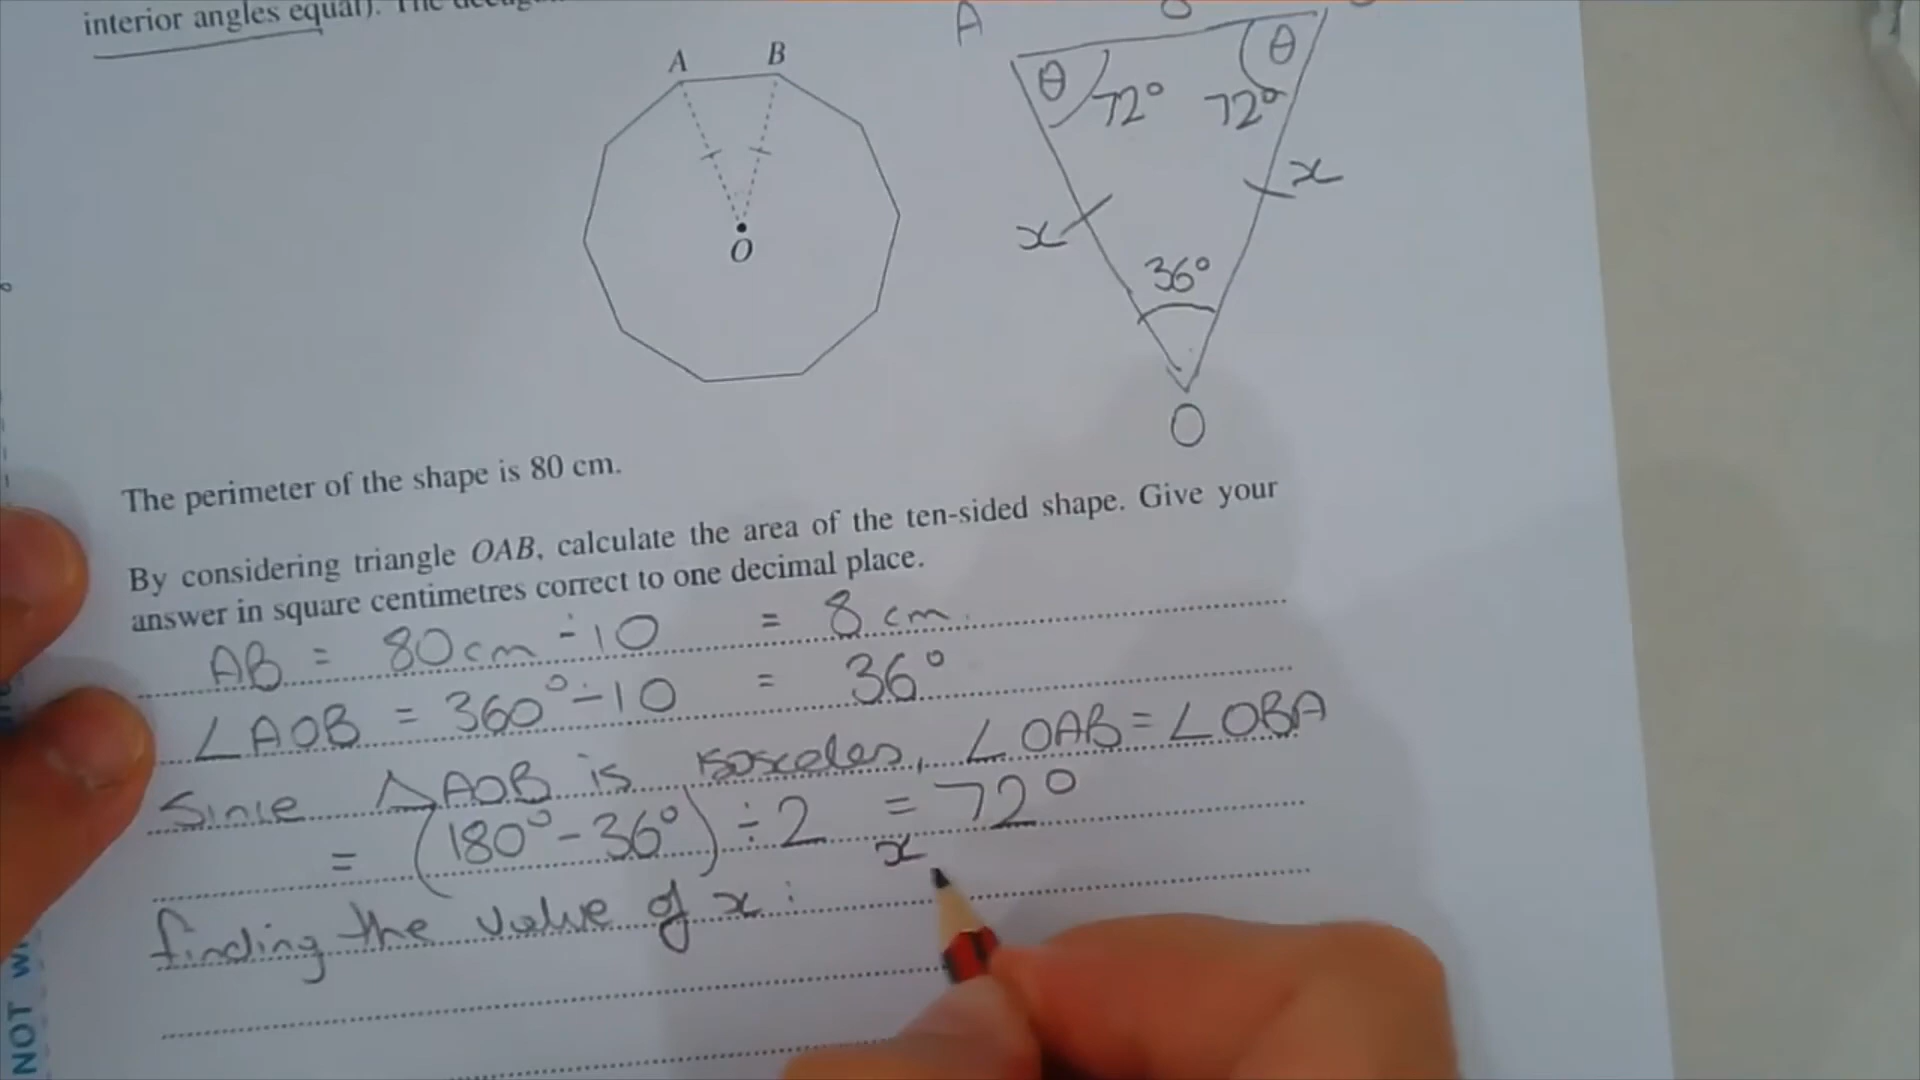 interior angles equal). The
A
B
O
A
θ
θ
72°
72°
x
x
36°
O
The perimeter of the shape is 80 cm.
By considering triangle OAB, calculate the area of the ten-sided shape. Give your
answer in square centimetres correct to one decimal place.
AB = 80cm ÷ 10 = 8 cm
∠AOB = 360° ÷ 10 = 36°
Since △AOB is isosceles, ∠OAB = ∠OBA
= (180° - 36°) ÷ 2 = 72°
finding the value of x: x
NOT